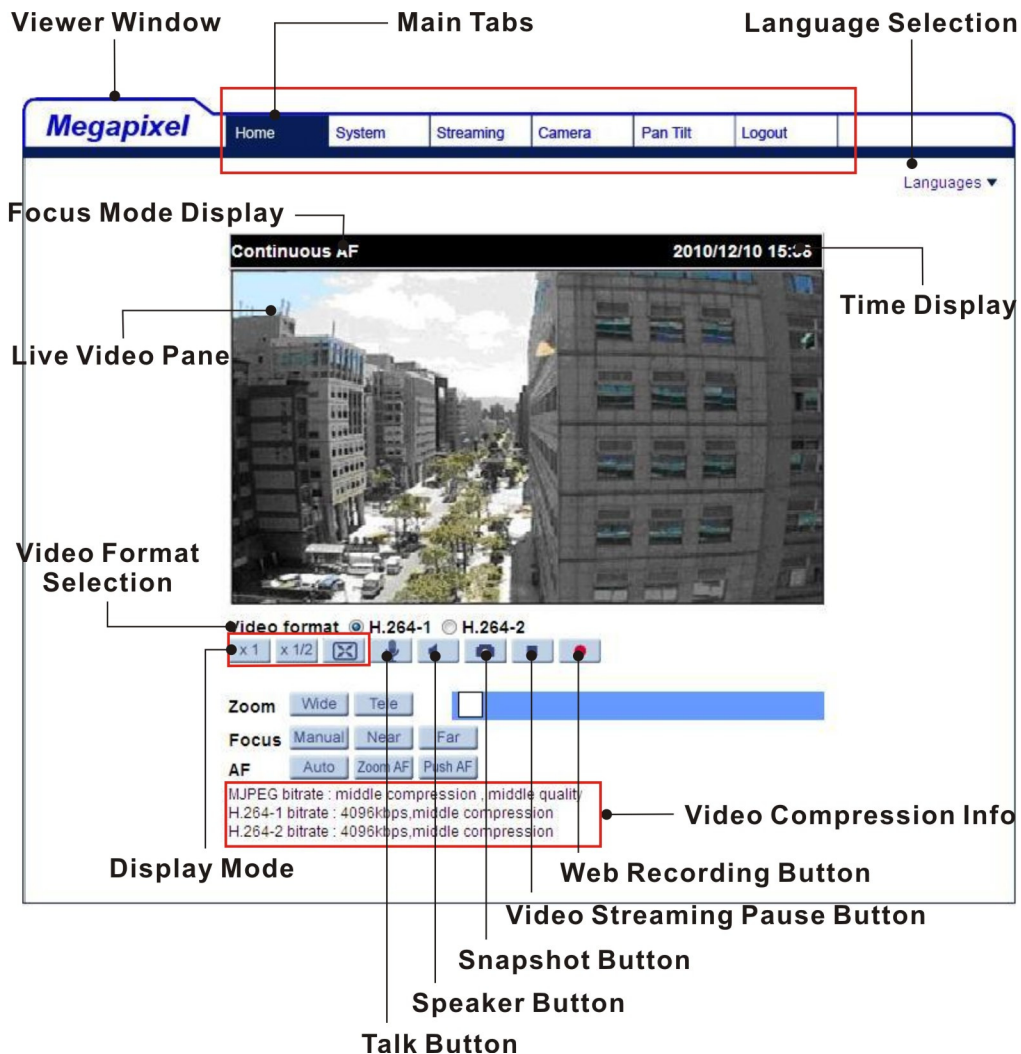 Viewer Window
Main Tabs
Language Selection
Megapixel
Home
System
Streaming
Camera
Pan Tilt
Logout
Languages ▼
Focus Mode Display
Continuous AF
2010/12/10
Time Display
Live Video Pane
Video Format
Selection
Video format H.264-1 H.264-2
x 1
x 1/2
Zoom Wide Tele
Focus Manual Near Far
AF Auto Zoom AF Push AF
MJPEG bitrate : middle compression , middle quality
H.264-1 bitrate : 4096kbps,middle compression
H.264-2 bitrate : 4096kbps,middle compression
Video Compression Info
Display Mode
Web Recording Button
Video Streaming Pause Button
Snapshot Button
Speaker Button
Talk Button